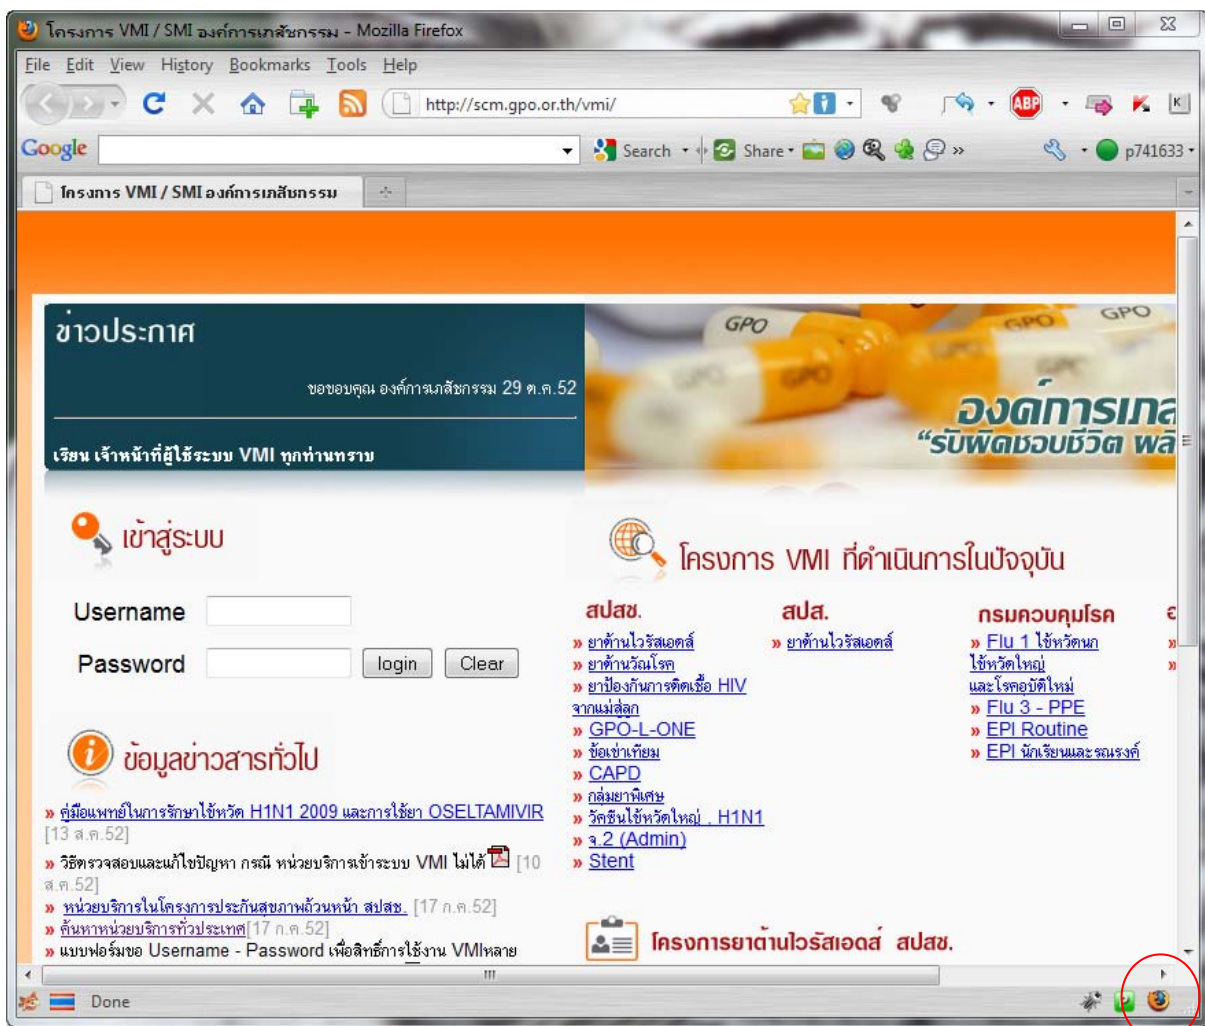 โครงการ VMI / SMI องค์การเภสัชกรรม - Mozilla Firefox
File Edit View History Bookmarks Tools Help
http://scm.gpo.or.th/vmi/ ABP K
Google Search Share » p741633
โครงการ VMI / SMI องค์การเภสัชกรรม
ข่าวประกาศ
ขอขอบคุณ องค์การเภสัชกรรม 29 ต.ค.52
เรียน เจ้าหน้าที่ผู้ใช้ระบบ VMI ทุกท่านทราบ
GPO GPO GPO
GPO GPO GPC
องค์การเภส
“รับผิดชอบชีวิต ผลิ
เข้าสู่ระบบ
Username
Password login Clear
ข้อมูลข่าวสารทั่วไป
» คู่มือแพทย์ในการรักษาไข้หวัด H1N1 2009 และการใช้ยา OSELTAMIVIR
[13 ส.ค.52]
» วิธีตรวจสอบและแก้ไขปัญหา กรณี หน่วยบริการเข้าระบบ VMI ไม่ได้ [10
ส.ค.52]
» หน่วยบริการในโครงการประกันสุขภาพถ้วนหน้า สปสช. [17 ก.ค.52]
» ค้นหาหน่วยบริการทั่วประเทศ[17 ก.ค.52]
» แบบฟอร์มขอ Username - Password เพื่อสิทธิ์การใช้งาน VMIหลาย
โครงการ VMI ที่ดำเนินการในปัจจุบัน
สปสช.
» ยาต้านไวรัสเอดส์
» ยาต้านวัณโรค
» ยาป้องกันการติดเชื้อ HIV
จากแม่สู่ลูก
» GPO-L-ONE
» ข้อเข่าเทียม
» CAPD
» กลุ่มยาพิเศษ
» วัคซีนไข้หวัดใหญ่ . H1N1
» จ.2 (Admin)
» Stent
สปส.
» ยาต้านไวรัสเอดส์
กรมควบคุมโรค
» Flu 1 ไข้หวัดนก
ไข้หวัดใหญ่
และโรคอุบัติใหม่
» Flu 3 - PPE
» EPI Routine
» EPI นักเรียนและรณรงค์
»
»
โครงการยาต้านไวรัสเอดส์ สปสช.
Done